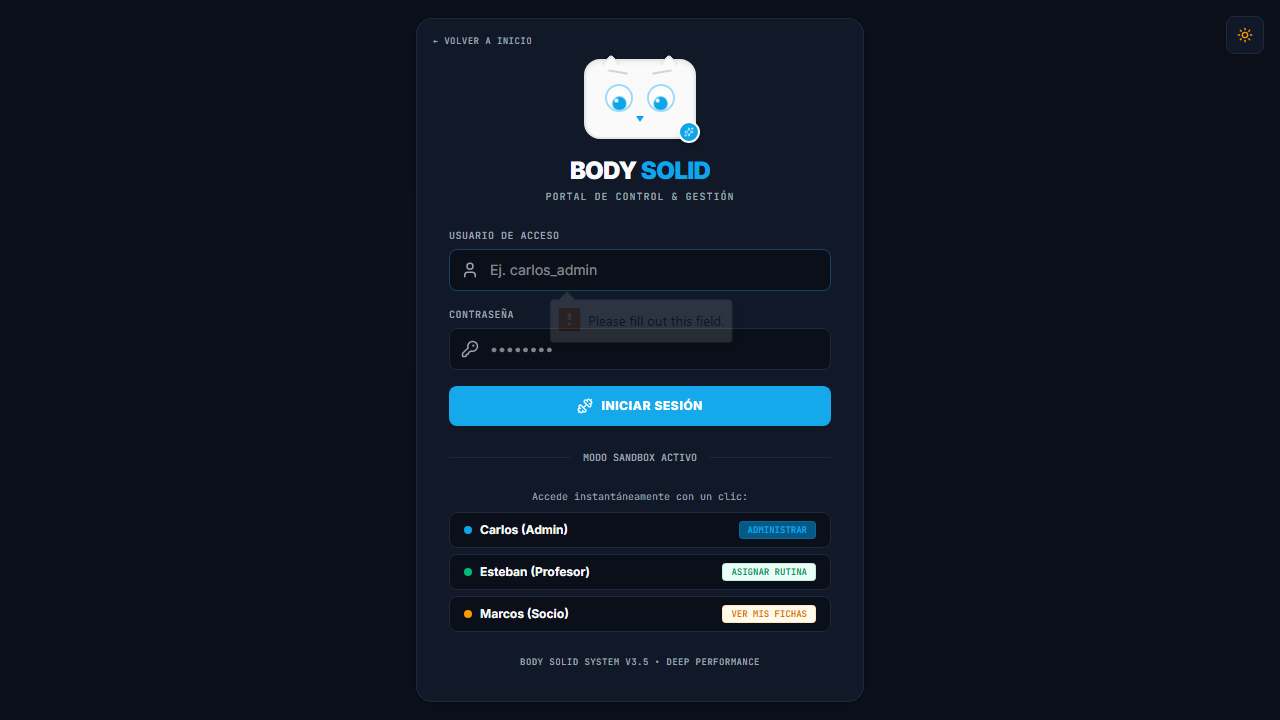 ← VOLVER A INICIO
BODY SOLID
PORTAL DE CONTROL & GESTIÓN
USUARIO DE ACCESO
Ej. carlos_admin
Please fill out this field.
CONTRASEÑA
••••••••
INICIAR SESIÓN
MODO SANDBOX ACTIVO
Accede instantáneamente con un clic:
Carlos (Admin) ADMINISTRAR
Esteban (Profesor) ASIGNAR RUTINA
Marcos (Socio) VER MIS FICHAS
BODY SOLID SYSTEM V3.5 • DEEP PERFORMANCE